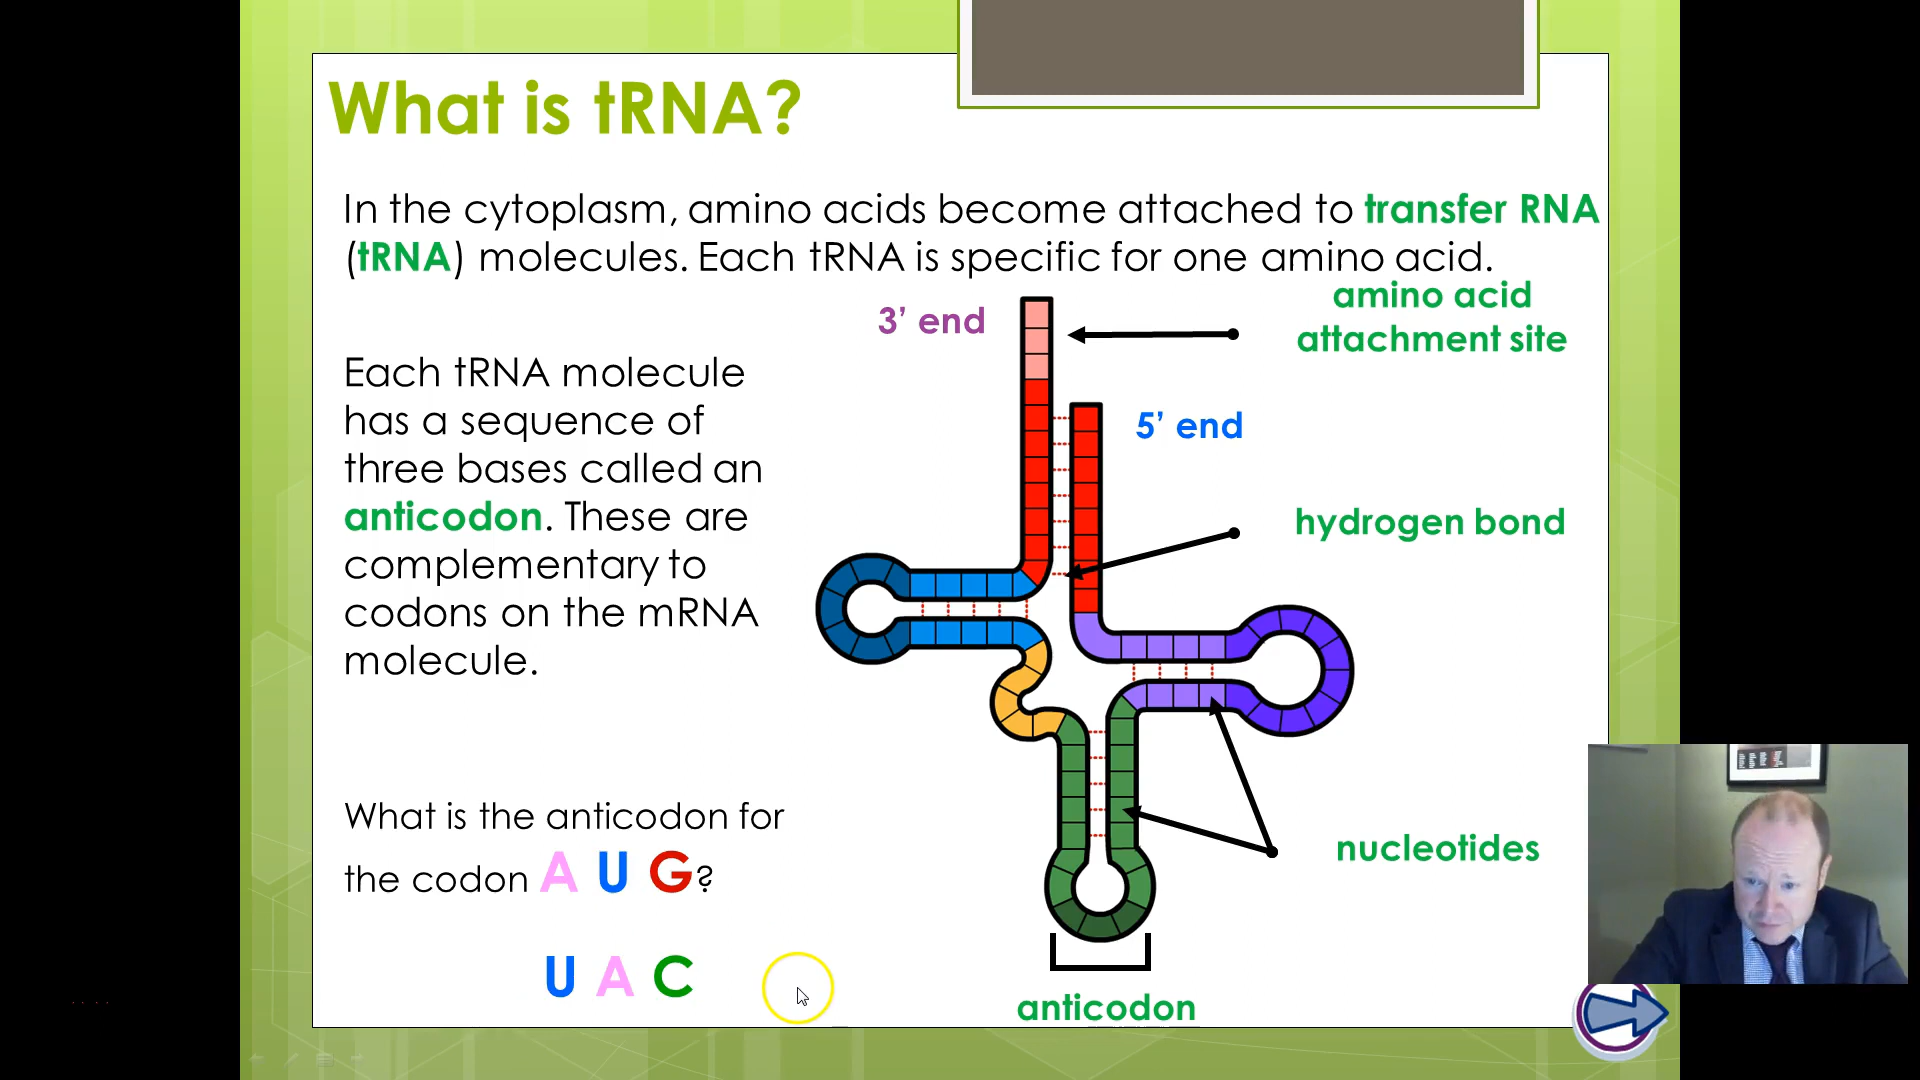 What is tRNA?
In the cytoplasm, amino acids become attached to transfer RNA
(tRNA) molecules. Each tRNA is specific for one amino acid.
amino acid
attachment site
3’ end
5’ end
Each tRNA molecule
has a sequence of
three bases called an
anticodon. These are
complementary to
codons on the mRNA
molecule.
hydrogen bond
What is the anticodon for
the codon A U G?
nucleotides
U A C
anticodon